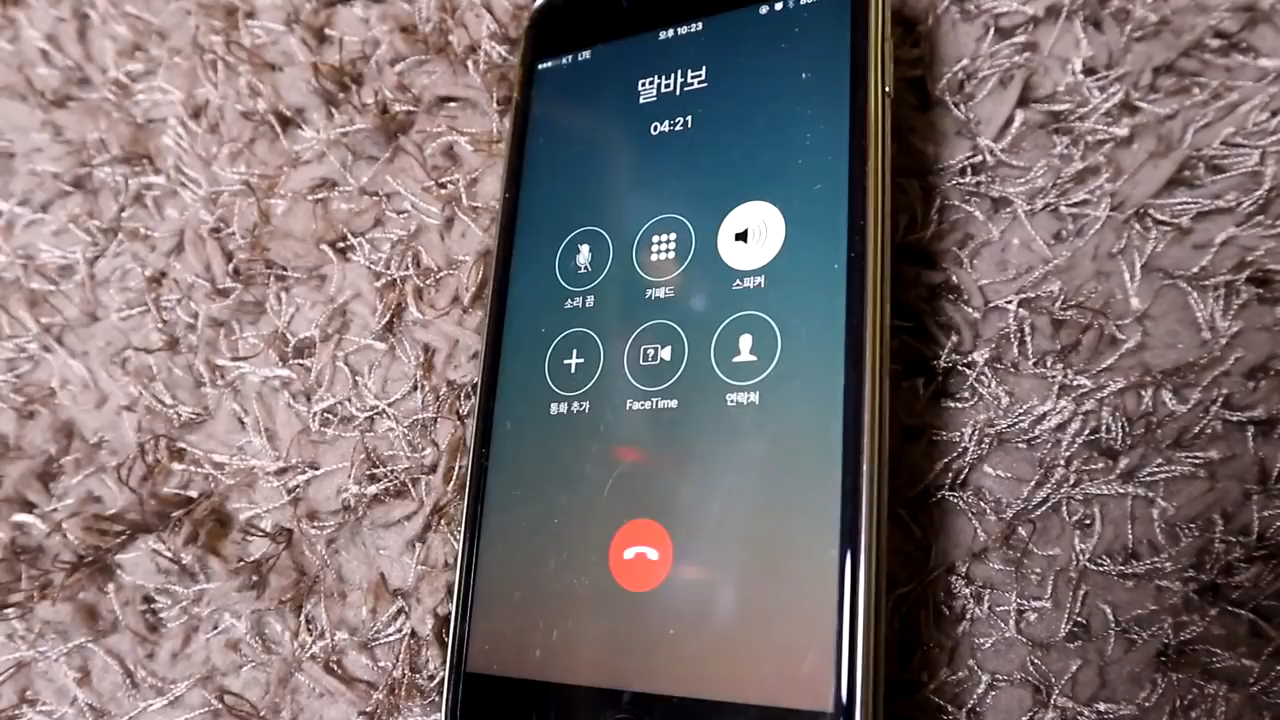 오후 10:23
KT LTE
딸바보
04:21
소리 끔 키패드 스피커
?
통화 추가 FaceTime 연락처